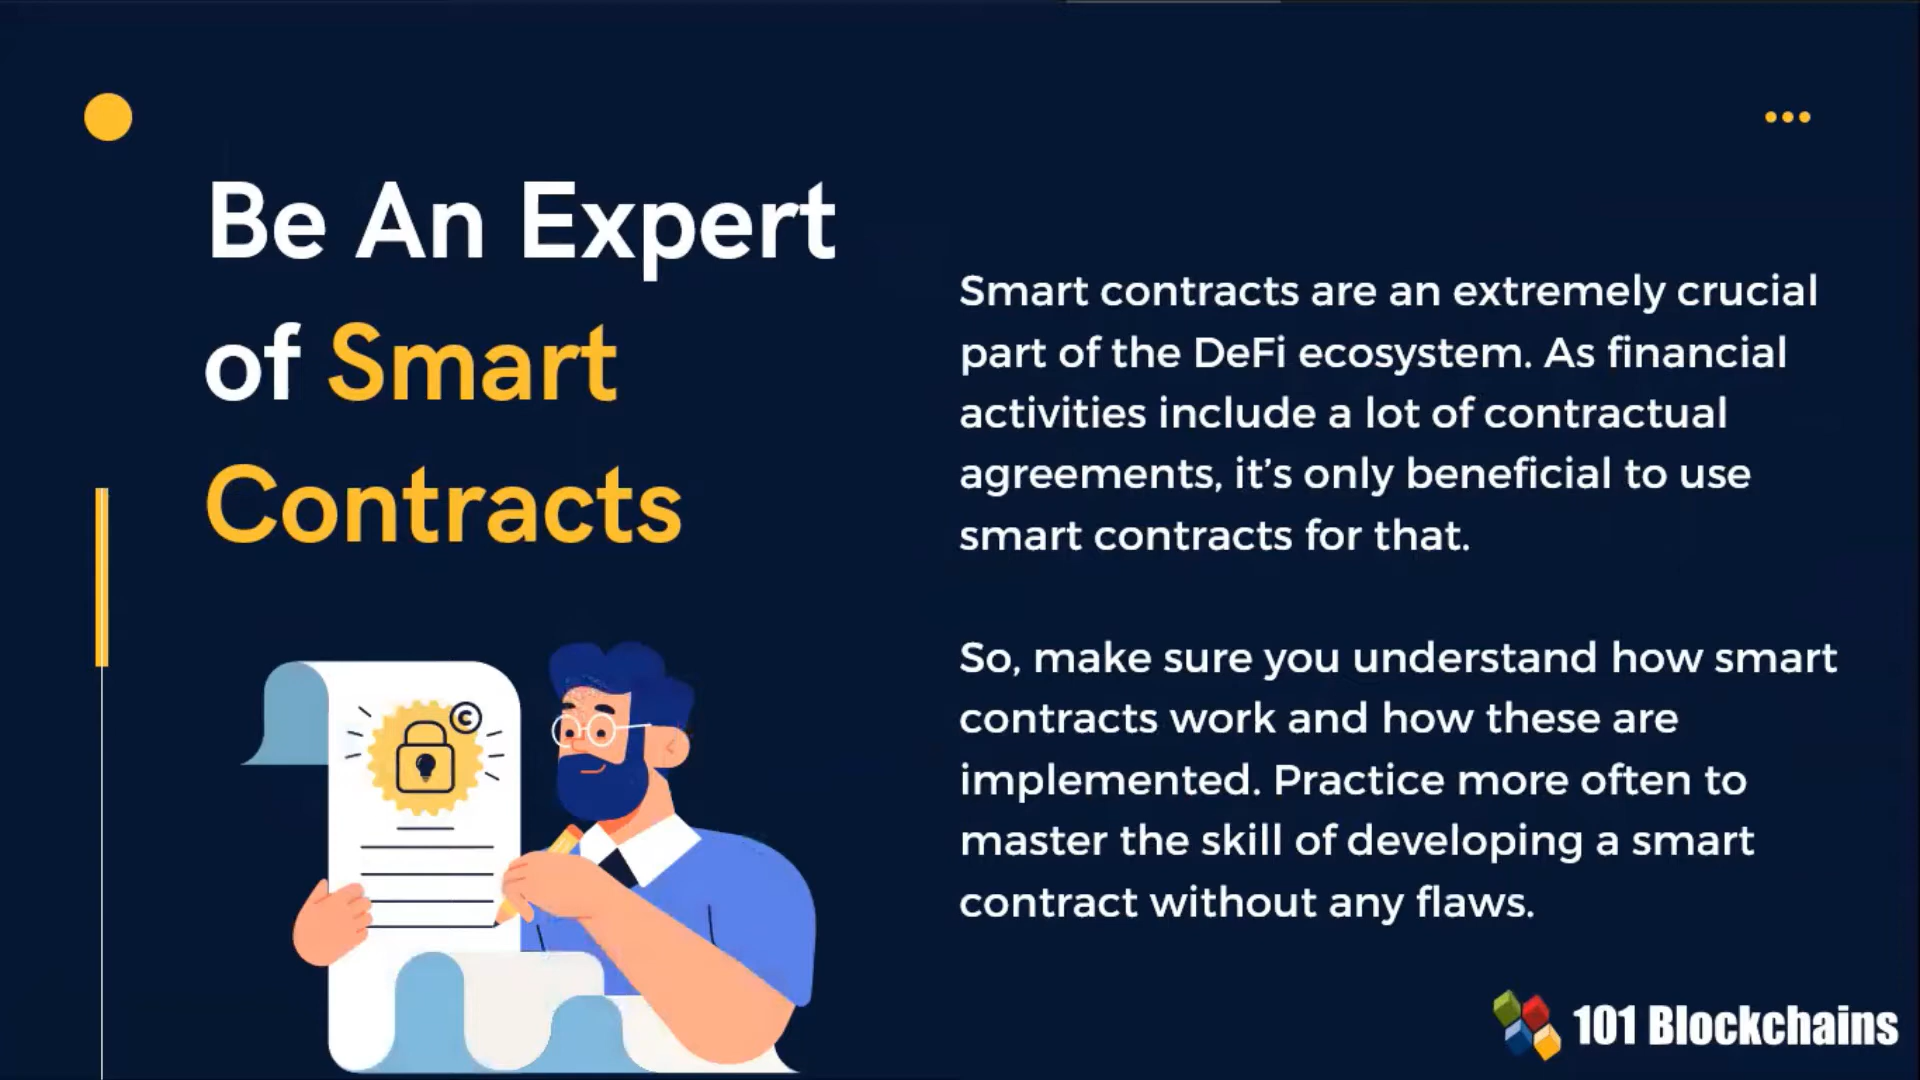 Be An Expert
of Smart
Contracts
Smart contracts are an extremely crucial
part of the DeFi ecosystem. As financial
activities include a lot of contractual
agreements, it’s only beneficial to use
smart contracts for that.
So, make sure you understand how smart
contracts work and how these are
implemented. Practice more often to
master the skill of developing a smart
contract without any flaws.
©
101 Blockchains